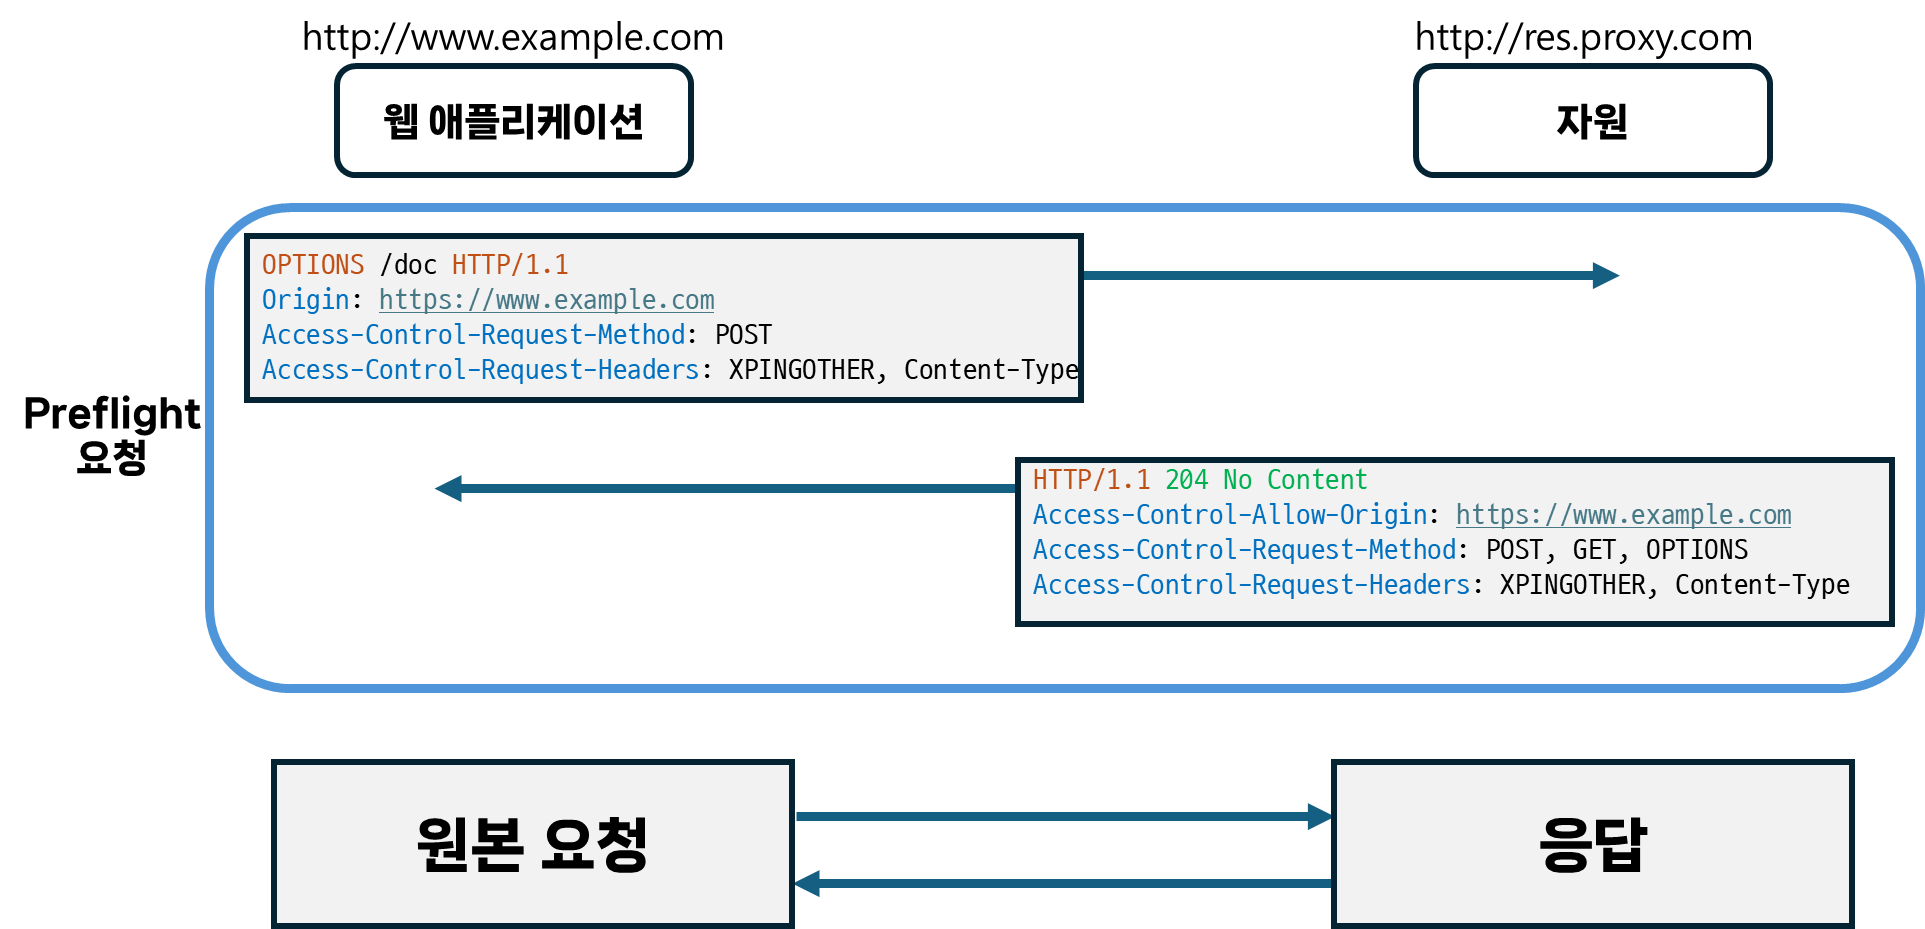 http://www.example.com
http://res.proxy.com
웹 애플리케이션
자원
OPTIONS /doc HTTP/1.1
Origin: https://www.example.com
Access-Control-Request-Method: POST
Access-Control-Request-Headers: XPINGOTHER, Content-Type
Preflight
요청
HTTP/1.1 204 No Content
Access-Control-Allow-Origin: https://www.example.com
Access-Control-Request-Method: POST, GET, OPTIONS
Access-Control-Request-Headers: XPINGOTHER, Content-Type
원본 요청
응답